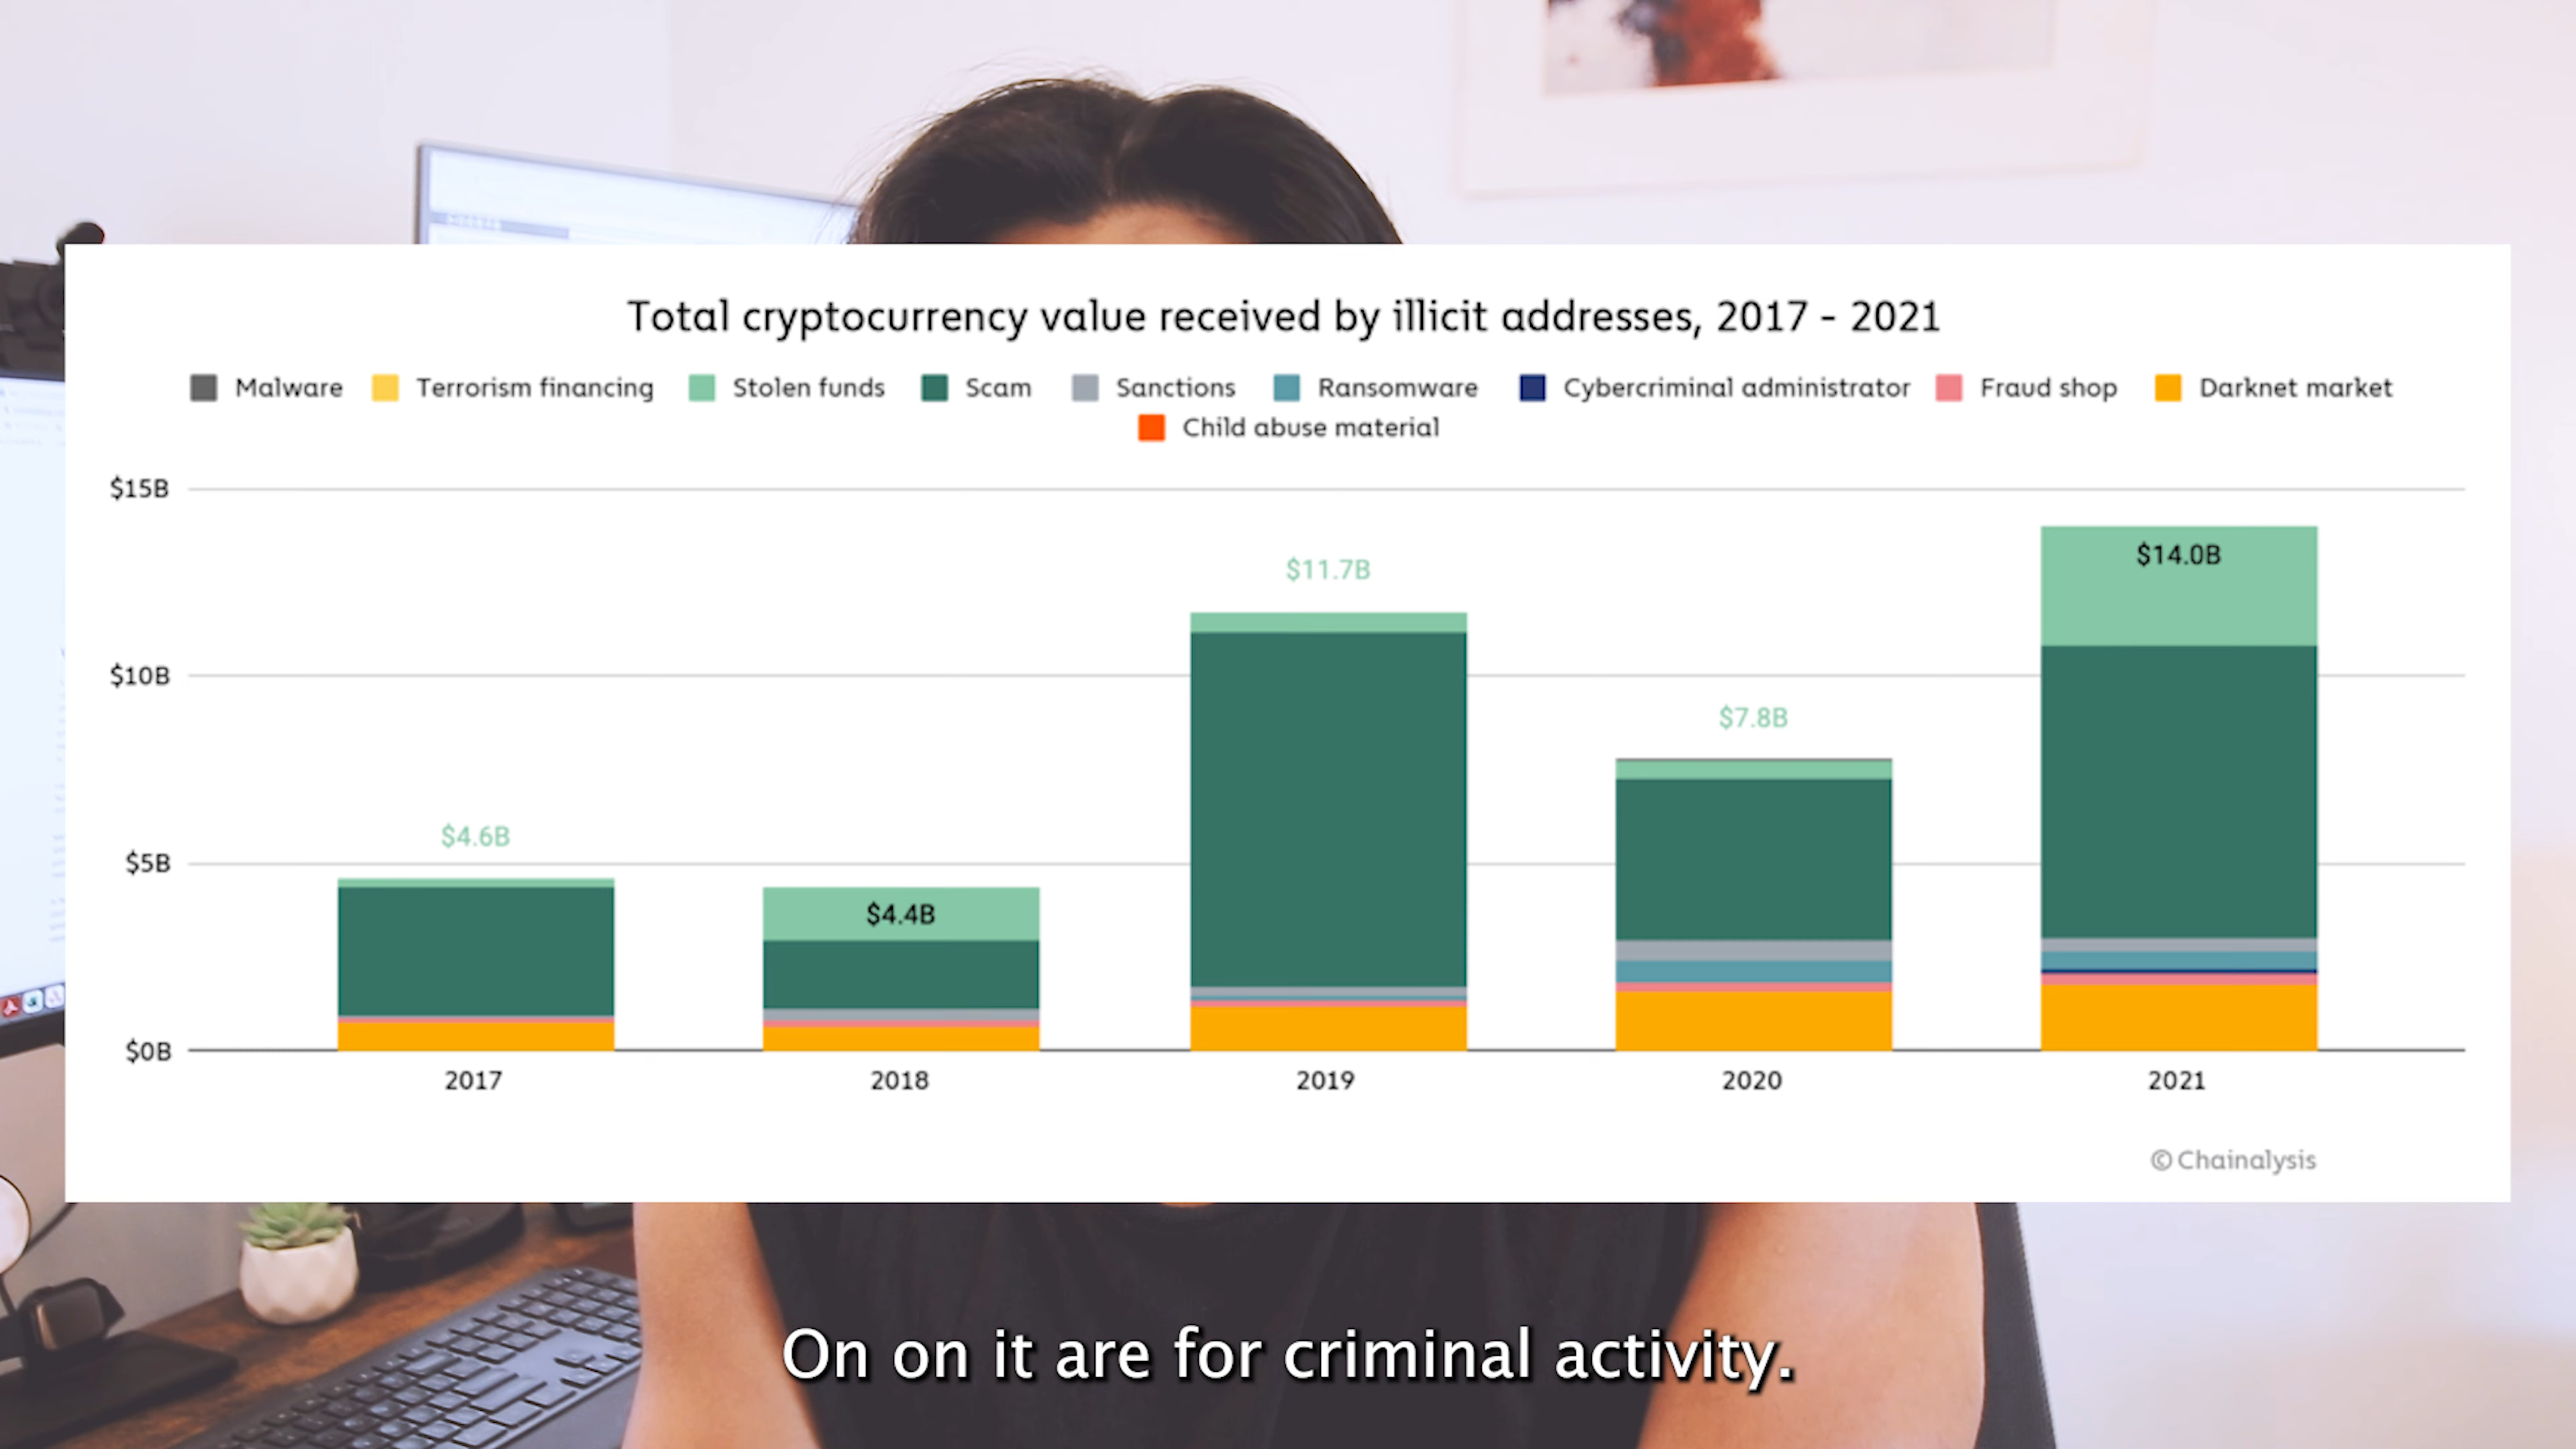 Total cryptocurrency value received by illicit addresses, 2017 - 2021
Malware Terrorism financing Stolen funds Scam Sanctions Ransomware Cybercriminal administrator Fraud shop Darknet market
Child abuse material
$15B
$10B
$5B
$0B
$4.6B
$4.4B
$11.7B
$7.8B
$14.0B
2017 2018 2019 2020 2021
© Chainalysis
On on it are for criminal activity.